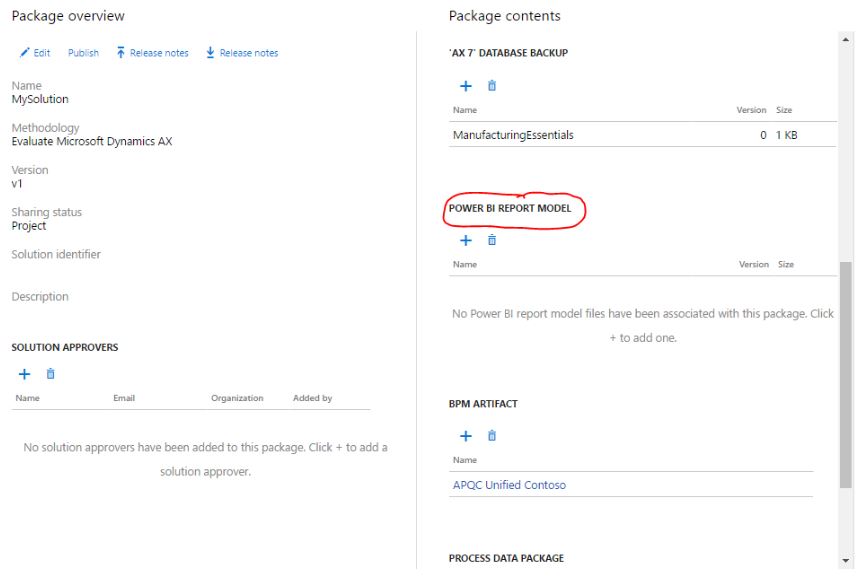 Package overview
Edit Publish Release notes Release notes
Name
MySolution
Methodology
Evaluate Microsoft Dynamics AX
Version
v1
Sharing status
Project
Solution identifier
Description
SOLUTION APPROVERS
+
Name Email Organization Added by
No solution approvers have been added to this package. Click + to add a
solution approver.
Package contents
'AX 7' DATABASE BACKUP
+
Name Version Size
ManufacturingEssentials 0 1 KB
POWER BI REPORT MODEL
+
Name Version Size
No Power BI report model files have been associated with this package. Click
+ to add one.
BPM ARTIFACT
+
Name
APQC Unified Contoso
PROCESS DATA PACKAGE